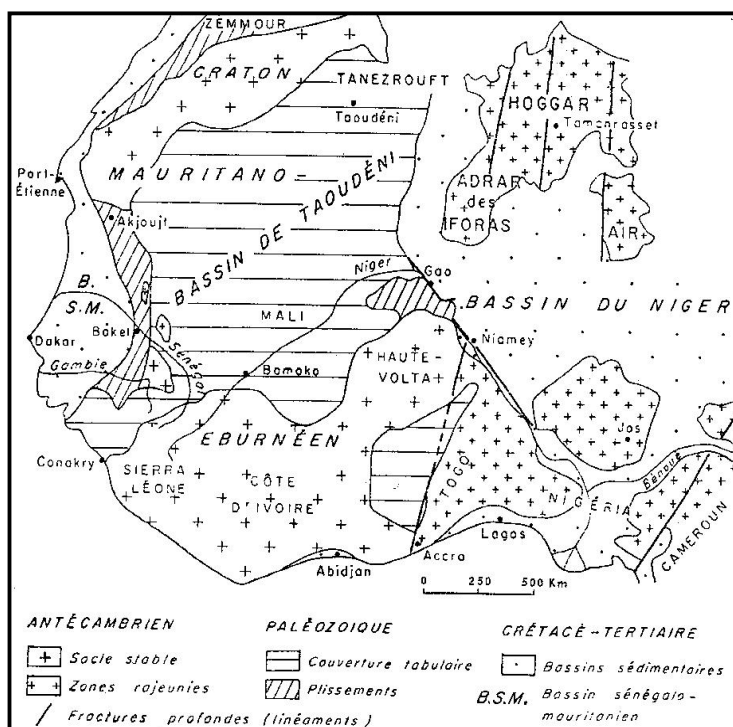 ZEMMOUR
CRATON
TANEZROUFT
HOGGAR
Taoudéni
Tamanrasset
Port-
Étienne
MAURITANO-
ADRAR
des
IFORAS
AIR
Akjoujt
BASSIN DE TAOUDÉNI
Niger
Gao
B.
S.M.
BASSIN DU NIGER
MALI
Bakel
Dakar
Sénégal
Niamey
Gambie
Bamako
HAUTE-
VOLTA
Jos
EBURNÉEN
Bénoué
Conakry
SIERRA
LÉONE
CÔTE
D'IVOIRE
TOGO
NIGÉRIA
CAMEROUN
Lagos
Accra
Abidjan
0 250 500 Km
ANTÉCAMBRIEN PALÉOZOIQUE CRÉTACÉ-TERTIAIRE
Socle stable Couverture tabulaire Bassins sédimentaires
Zones rajeunies Plissements B.S.M. Bassin sénégalo-
Fractures profondes (linéaments) mauritanien